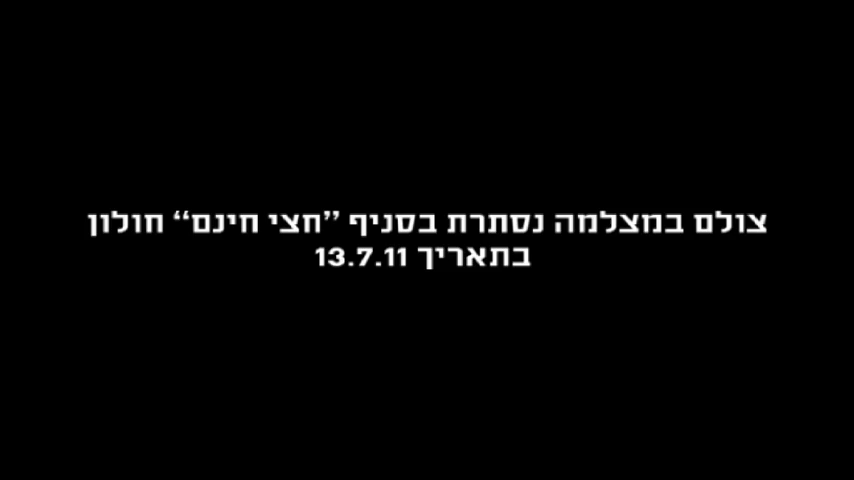 צולם במצלמה נסתרת בסניף ”חצי חינם“ חולון
בתאריך 13.7.11